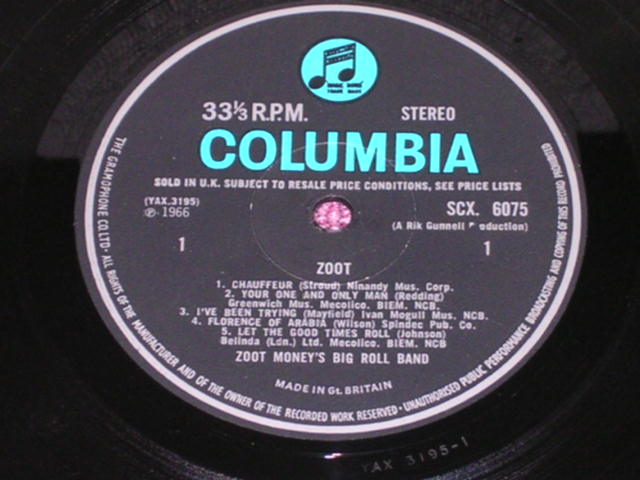 33⅓ R.P.M. STEREO
COLUMBIA
SOLD IN U.K. SUBJECT TO RESALE PRICE CONDITIONS, SEE PRICE LISTS
(YAX.3195) SCX. 6075
℗ 1966 (A Rik Gunnell Production)
1 1
ZOOT
1. CHAUFFEUR (Stroud) Ninandy Mus. Corp.
2. YOUR ONE AND ONLY MAN (Redding)
Greenwich Mus. Mecolico. BIEM. NCB.
3. I'VE BEEN TRYING (Mayfield) Ivan Mogull Mus. NCB.
4. FLORENCE OF ARABIA (Wilson) Spindec Pub. Co.
5. LET THE GOOD TIMES ROLL (Johnson)
Belinda (Ldn.) Ltd. Mecolico. BIEM. NCB
ZOOT MONEY'S BIG ROLL BAND
MADE IN Gt. BRITAIN
THE GRAMOPHONE CO. LTD· ALL RIGHTS OF THE MANUFACTURER AND OF THE OWNER OF THE RECORDED WORK RESERVED · UNAUTHORISED PUBLIC PERFORMANCE BROADCASTING AND COPYING OF THIS RECORD PROHIBITED
YAX 3195-1